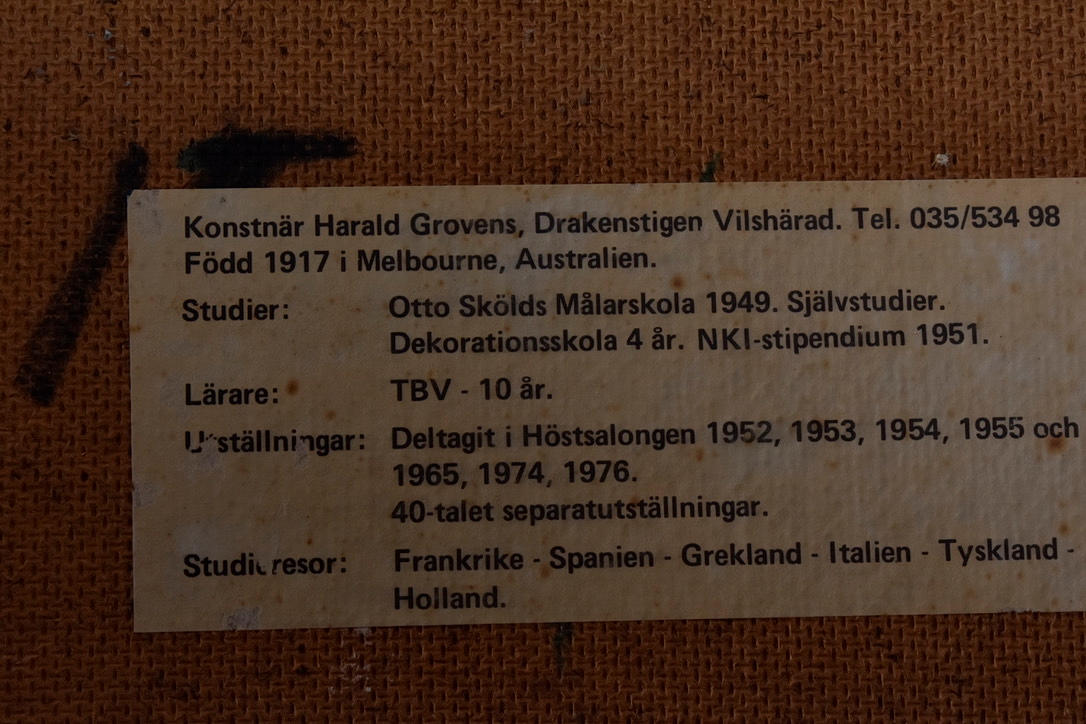 Konstnär Harald Grovens, Drakenstigen Vilshärad. Tel. 035/534 98
Född 1917 i Melbourne, Australien.
Studier: Otto Skölds Målarskola 1949. Självstudier.
Dekorationsskola 4 år. NKI-stipendium 1951.
Lärare: TBV - 10 år.
Utställningar: Deltagit i Höstsalongen 1952, 1953, 1954, 1955 och
1965, 1974, 1976.
40-talet separatutställningar.
Studieresor: Frankrike - Spanien - Grekland - Italien - Tyskland -
Holland.